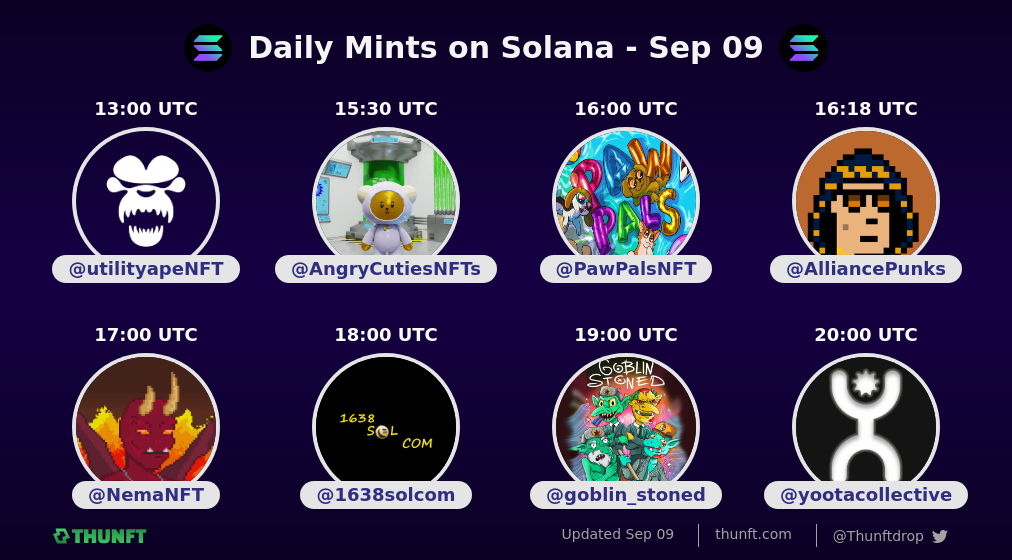 Daily Mints on Solana - Sep 09
13:00 UTC
15:30 UTC
16:00 UTC
16:18 UTC
PAW
PALS
@utilityapeNFT
@AngryCutiesNFTs
@PawPalsNFT
@AlliancePunks
17:00 UTC
18:00 UTC
19:00 UTC
20:00 UTC
1638
SOL
COM
GOBLIN
STONED
@NemaNFT
@1638solcom
@goblin_stoned
@yootacollective
THUNFT
Updated Sep 09
thunft.com
@Thunftdrop